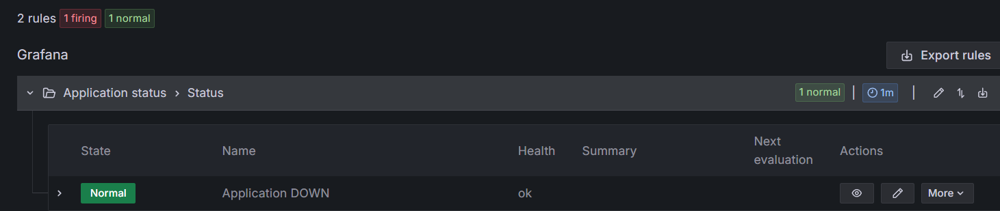 2 rules 1 firing 1 normal
Grafana
Export rules
Application status > Status 1 normal | 1m |
State Name Health Summary Next evaluation Actions
Normal Application DOWN ok More